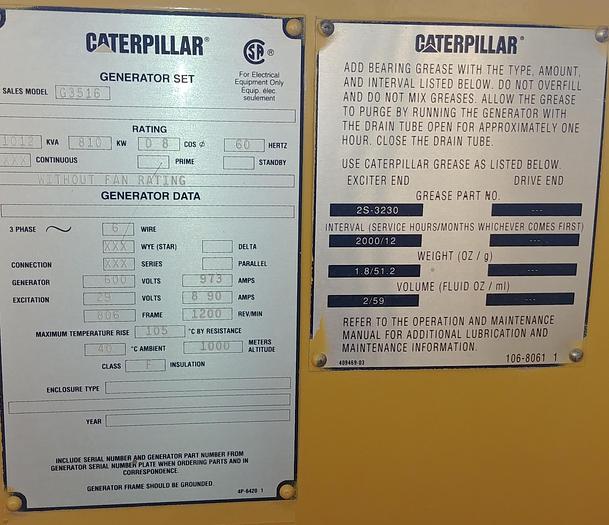 CATERPILLAR®
GENERATOR SET
For Electrical
Equipment Only
Equip. élec.
seulement
SALES MODEL G3516
RATING
1012 KVA 810 KW 0 8 COS Ø 60 HERTZ
XXX CONTINUOUS PRIME STANDBY
WITHOUT FAN RATING
GENERATOR DATA
3 PHASE 6 WIRE
XXX WYE (STAR) DELTA
CONNECTION XXX SERIES PARALLEL
GENERATOR 600 VOLTS 973 AMPS
EXCITATION 29 VOLTS 8 90 AMPS
806 FRAME 1200 REV/MIN
MAXIMUM TEMPERATURE RISE 105 °C BY RESISTANCE
40 °C AMBIENT 1000 METERS ALTITUDE
CLASS F INSULATION
ENCLOSURE TYPE
YEAR
INCLUDE SERIAL NUMBER AND GENERATOR PART NUMBER FROM
GENERATOR SERIAL NUMBER PLATE WHEN ORDERING PARTS AND IN
CORRESPONDENCE.
GENERATOR FRAME SHOULD BE GROUNDED.
4P-6420 1
CATERPILLAR®
ADD BEARING GREASE WITH THE TYPE, AMOUNT,
AND INTERVAL LISTED BELOW. DO NOT OVERFILL
AND DO NOT MIX GREASES. ALLOW THE GREASE
TO PURGE BY RUNNING THE GENERATOR WITH
THE DRAIN TUBE OPEN FOR APPROXIMATELY ONE
HOUR. CLOSE THE DRAIN TUBE.
USE CATERPILLAR GREASE AS LISTED BELOW.
EXCITER END DRIVE END
GREASE PART NO.
2S-3230 ---
INTERVAL (SERVICE HOURS/MONTHS WHICHEVER COMES FIRST)
2000/12 ---
WEIGHT (OZ / g)
1.8/51.2 ---
VOLUME (FLUID OZ / ml)
2/59 ---
REFER TO THE OPERATION AND MAINTENANCE
MANUAL FOR ADDITIONAL LUBRICATION AND
MAINTENANCE INFORMATION.
409469-03 106-8061 1